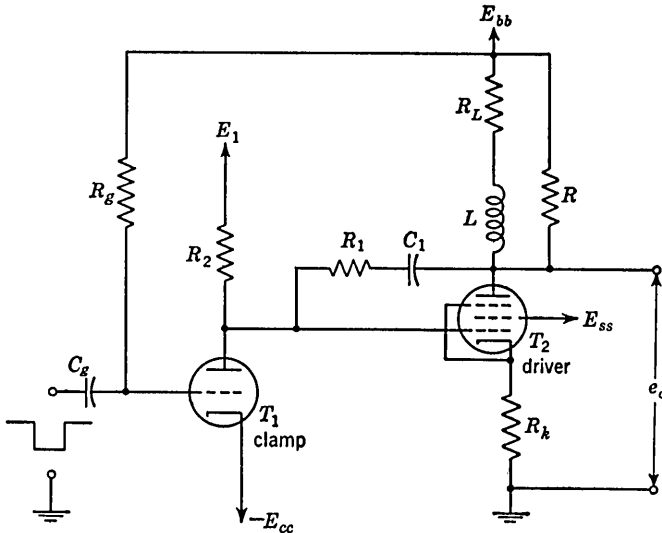 E_bb
R_L
E_1
R_g
L
R
R_2
R_1
C_1
E_ss
T_2
driver
C_g
T_1
clamp
e_o
R_k
−E_cc